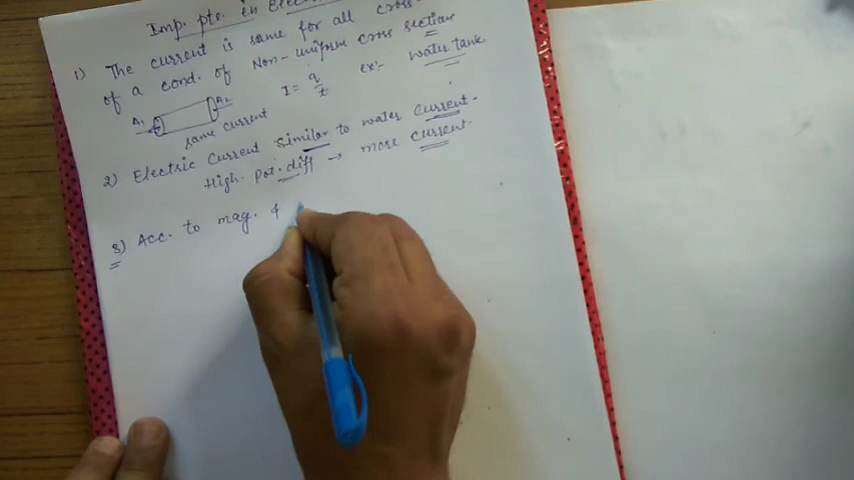 Imp. pts. in Elec
1) The current is same for all cross-
of a cond. of Non-uniform cross section
I = q/t ex:- water tank
A₁ A₂
same current
2) Electric Current similar to water current.
High. Pot. diff → more current.
3) Acc. to mag. &